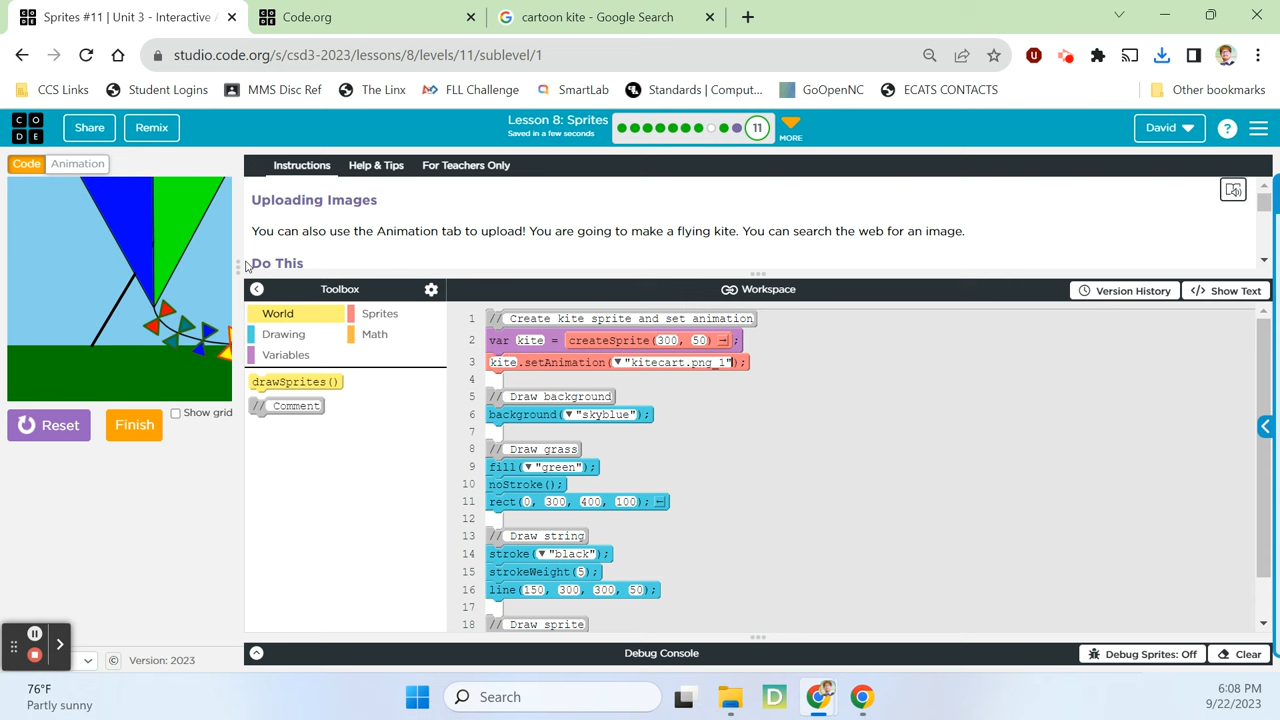 Sprites #11 | Unit 3 - Interactive A
Code.org
cartoon kite - Google Search
studio.code.org/s/csd3-2023/lessons/8/levels/11/sublevel/1
CCS Links
Student Logins
MMS Disc Ref
The Linx
FLL Challenge
SmartLab
Standards | Comput...
GoOpenNC
ECATS CONTACTS
Other bookmarks
CODE
Share
Remix
Lesson 8: Sprites
Saved in a few seconds
11
MORE
David
Code
Animation
Instructions
Help & Tips
For Teachers Only
Uploading Images
You can also use the Animation tab to upload! You are going to make a flying kite. You can search the web for an image.
Do This
Toolbox
Workspace
Version History
</> Show Text
World
Sprites
Drawing
Math
Variables
drawSprites()
// Comment
Reset
Finish
Show grid
1 // Create kite sprite and set animation
2 var kite = createSprite(300, 50);
3 kite.setAnimation("kitecart.png_1");
4
5 // Draw background
6 background("skyblue");
7
8 // Draw grass
9 fill("green");
10 noStroke();
11 rect(0, 300, 400, 100);
12
13 // Draw string
14 stroke("black");
15 strokeWeight(5);
16 line(150, 300, 300, 50);
17
18 // Draw sprite
Debug Console
Debug Sprites: Off
Clear
© Version: 2023
76°F
Partly sunny
Search
D
6:08 PM
9/22/2023